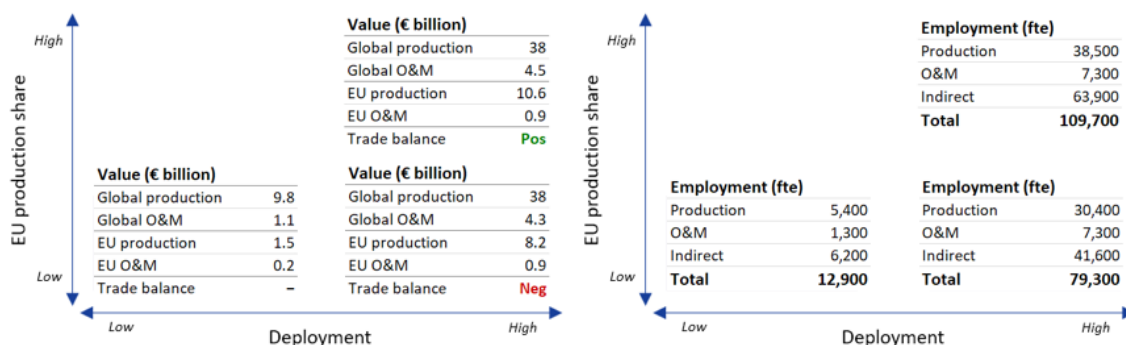 High
EU production share
Low
Value (€ billion)
Global production 38
Global O&M 4.5
EU production 10.6
EU O&M 0.9
Trade balance Pos
Value (€ billion)
Global production 9.8
Global O&M 1.1
EU production 1.5
EU O&M 0.2
Trade balance –
Value (€ billion)
Global production 38
Global O&M 4.3
EU production 8.2
EU O&M 0.9
Trade balance Neg
Low
Deployment
High
High
EU production share
Low
Employment (fte)
Production 38,500
O&M 7,300
Indirect 63,900
Total 109,700
Employment (fte)
Production 5,400
O&M 1,300
Indirect 6,200
Total 12,900
Employment (fte)
Production 30,400
O&M 7,300
Indirect 41,600
Total 79,300
Low
Deployment
High